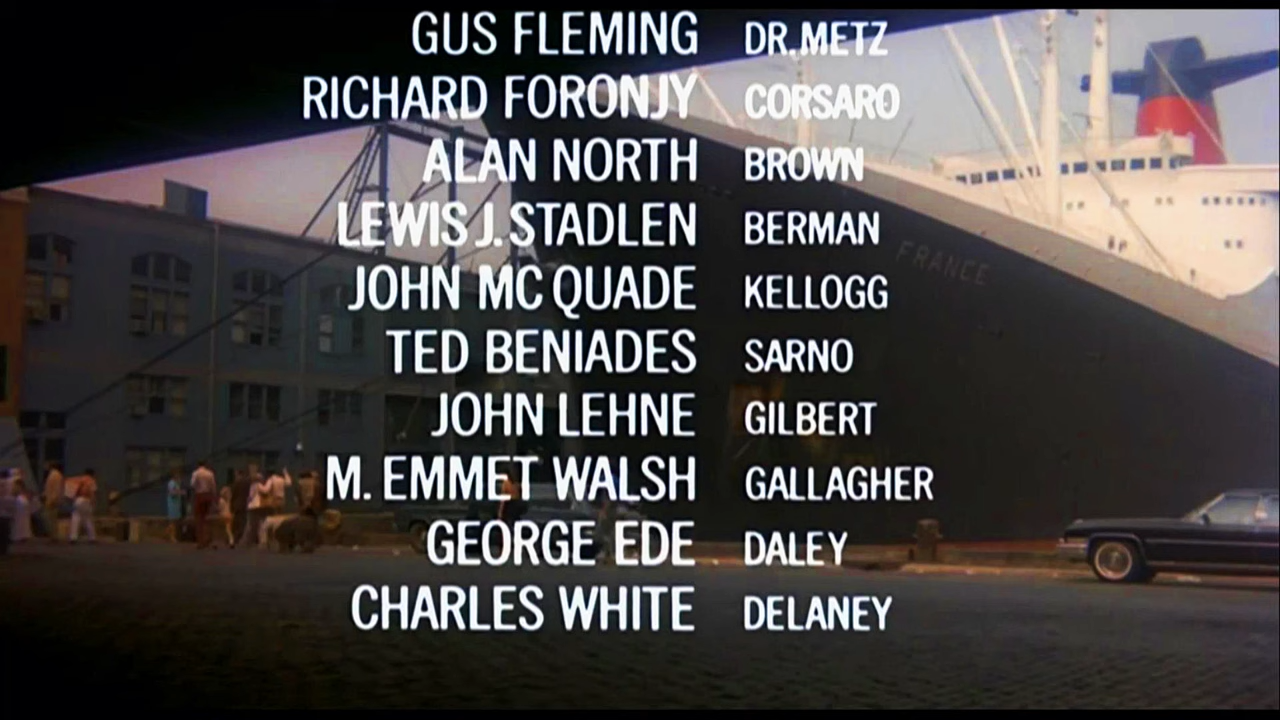 GUS FLEMING DR. METZ
RICHARD FORONJY CORSARO
ALAN NORTH BROWN
LEWIS J. STADLEN BERMAN
JOHN MC QUADE KELLOGG
TED BENIADES SARNO
JOHN LEHNE GILBERT
M. EMMET WALSH GALLAGHER
GEORGE EDE DALEY
CHARLES WHITE DELANEY
FRANCE